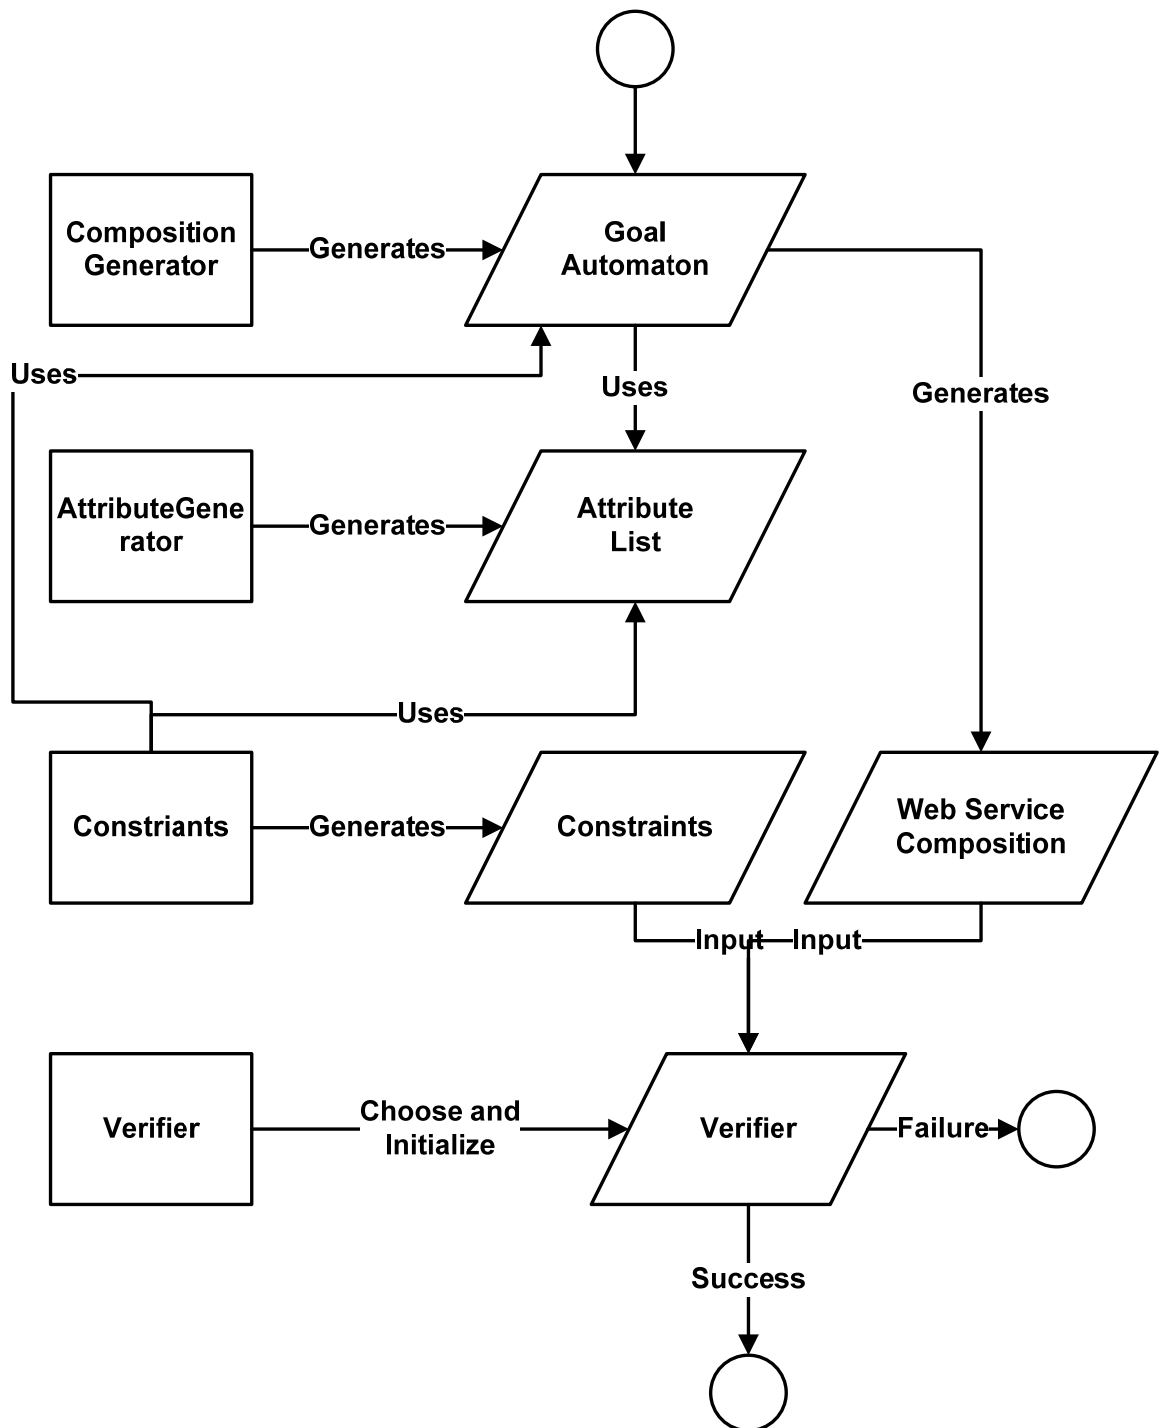 Composition
Generator
Generates
Goal
Automaton
Uses
Uses
Generates
AttributeGene
rator
Generates
Attribute
List
Uses
Constriants
Generates
Constraints
Web Service
Composition
Input
Input
Verifier
Choose and
Initialize
Verifier
Failure
Success